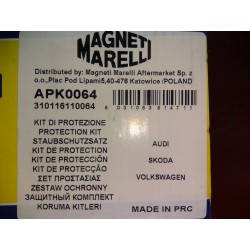 MAGNETI
MARELLI
Distributed by: Magneti Marelli Aftermarket Sp. z
o.o.,Plac Pod Lipami5,40-476 Katowice /POLAND
APK0064
310116110064
8001063614711
KIT DI PROTEZIONE
PROTECTION KIT
STAUBSCHUTZSATZ
KIT DE PROTECTION
KIT DE PROTECCIÓN
KIT DE PROTECÇÃO
ΣΕΤ ΠΡΟΣΤΑΣΙΑΣ
ZESTAW OCHRONNY
ЗАЩИТНЫЙ КОМПЛЕКТ
KORUMA KITLERI
AUDI
SKODA
VOLKSWAGEN
MADE IN PRC